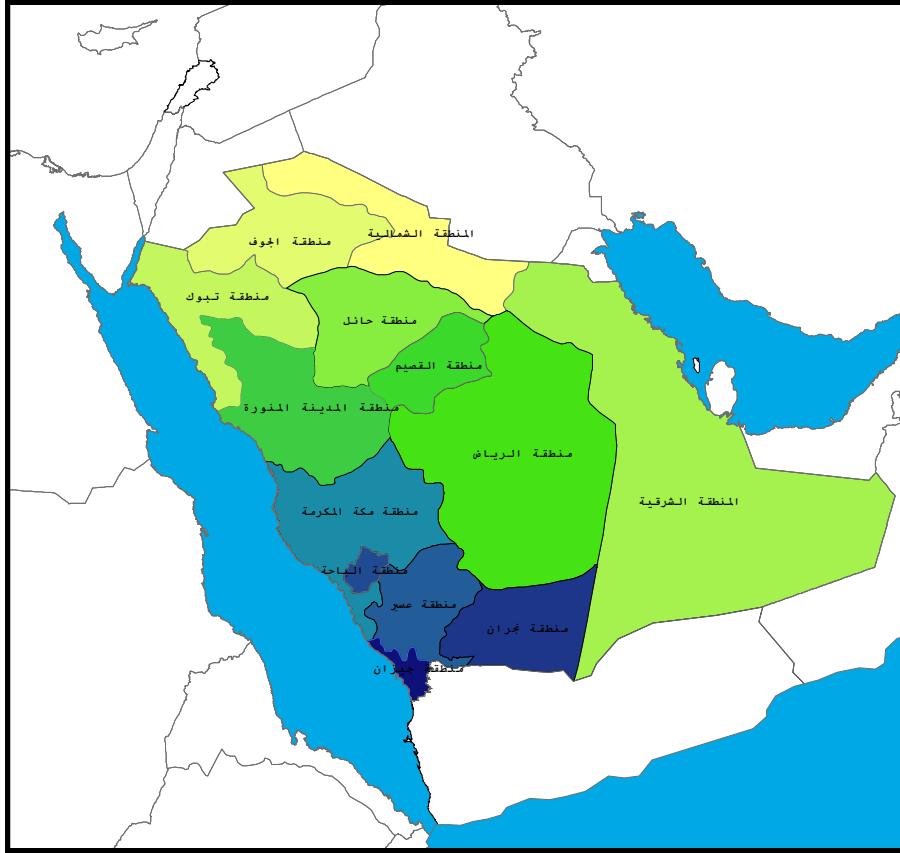 المنطقة الشمالية
منطقة الجوف
منطقة تبوك
منطقة حائل
منطقة القصيم
منطقة المدينة المنورة
منطقة الرياض
المنطقة الشرقية
منطقة مكة المكرمة
منطقة الباحة
منطقة عسير
منطقة نجران
منطقة جيزان